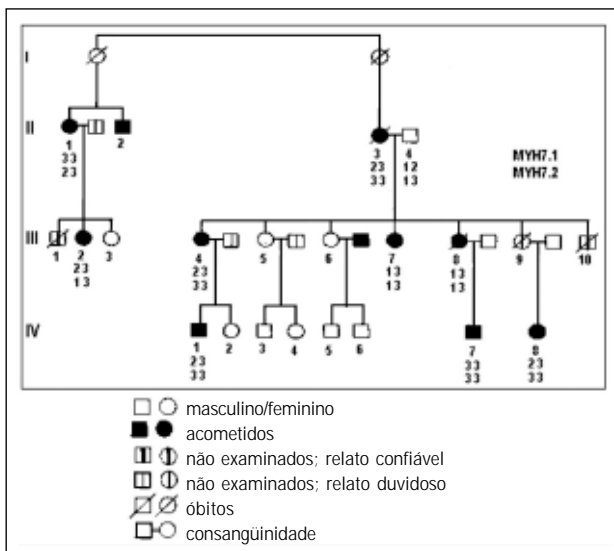 I
II
1 2 3 4
33 23 12 MYH7.1
23 33 13 MYH7.2
III
1 2 3 4 5 6 7 8 9 10
23 23 13 13
13 33 13 13
IV
1 2 3 4 5 6 7 8
23 33 23
33 33 33
masculino/feminino
acometidos
não examinados; relato confiável
não examinados; relato duvidoso
óbitos
consangüinidade